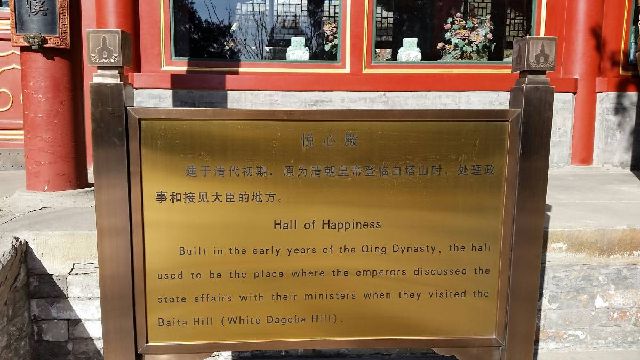 悦心殿
建于清代初期，原为清朝皇帝登临白塔山时，处理政
事和接见大臣的地方。
Hall of Happiness
Built in the early years of the Qing Dynasty, the hall
used to be the place where the emperors discussed the
state affairs with their ministers when they visited the
Baita Hill (White Dagoba Hill).